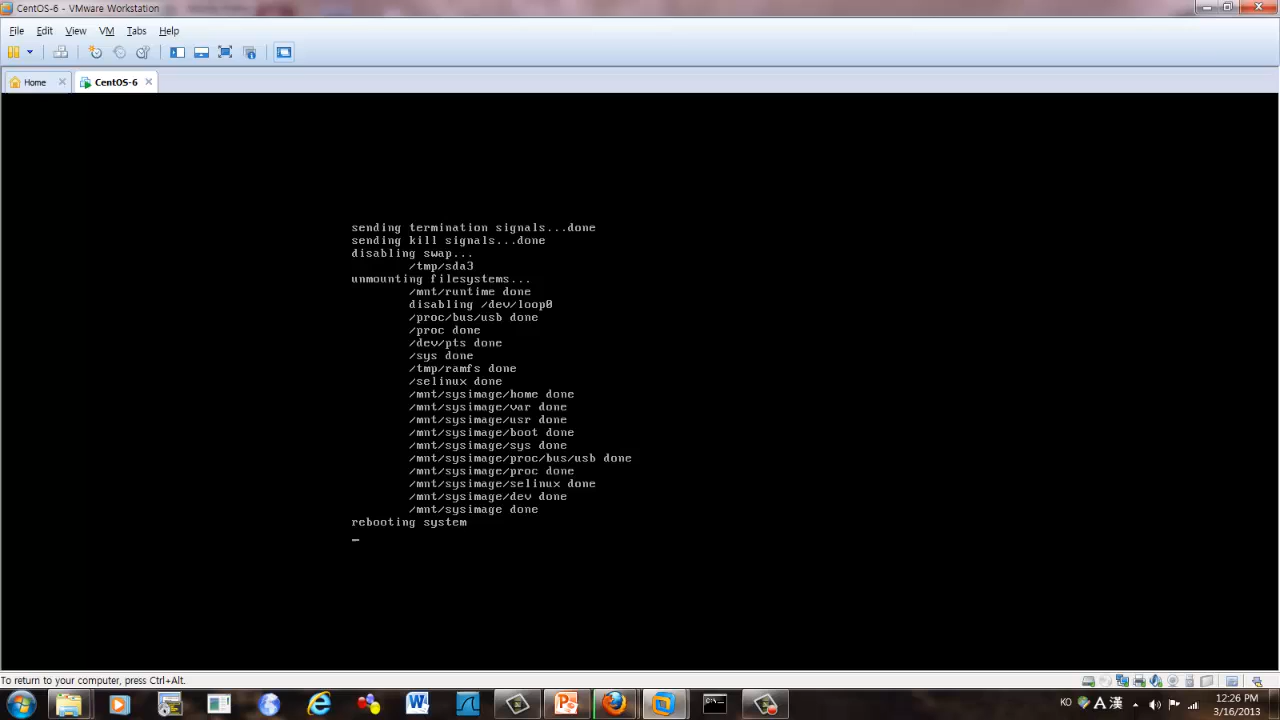 CentOS-6 - VMware Workstation
File Edit View VM Tabs Help
Home CentOS-6
sending termination signals...done
sending kill signals...done
disabling swap...
/tmp/sda3
unmounting filesystems...
/mnt/runtime done
disabling /dev/loop0
/proc/bus/usb done
/proc done
/dev/pts done
/sys done
/tmp/ramfs done
/selinux done
/mnt/sysimage/home done
/mnt/sysimage/var done
/mnt/sysimage/usr done
/mnt/sysimage/boot done
/mnt/sysimage/sys done
/mnt/sysimage/proc/bus/usb done
/mnt/sysimage/proc done
/mnt/sysimage/selinux done
/mnt/sysimage/dev done
/mnt/sysimage done
rebooting system
To return to your computer, press Ctrl+Alt.
KO A 漢
12:26 PM
3/16/2013